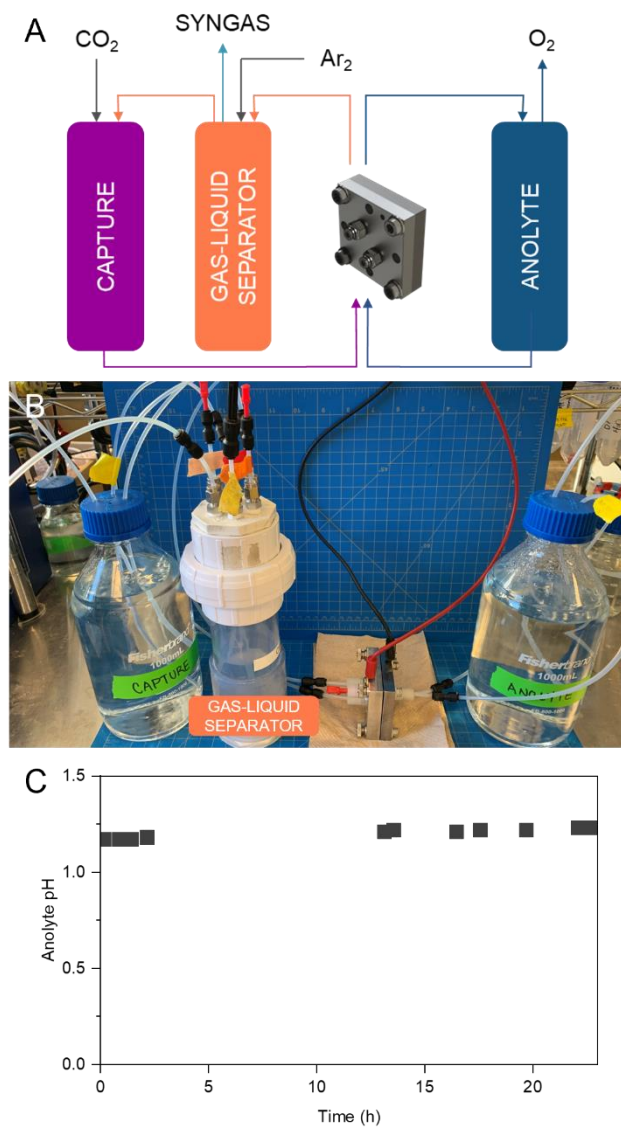 A
SYNGAS
CO2
Ar2
O2
CAPTURE
GAS-LIQUID
SEPARATOR
ANOLYTE
B
Fisherbrand
1000mL
CAPTURE
GAS-LIQUID
SEPARATOR
1000mL
ANOLYTE
C
1.5
1.0
0.5
0.0
Anolyte pH
0
5
10
15
20
Time (h)